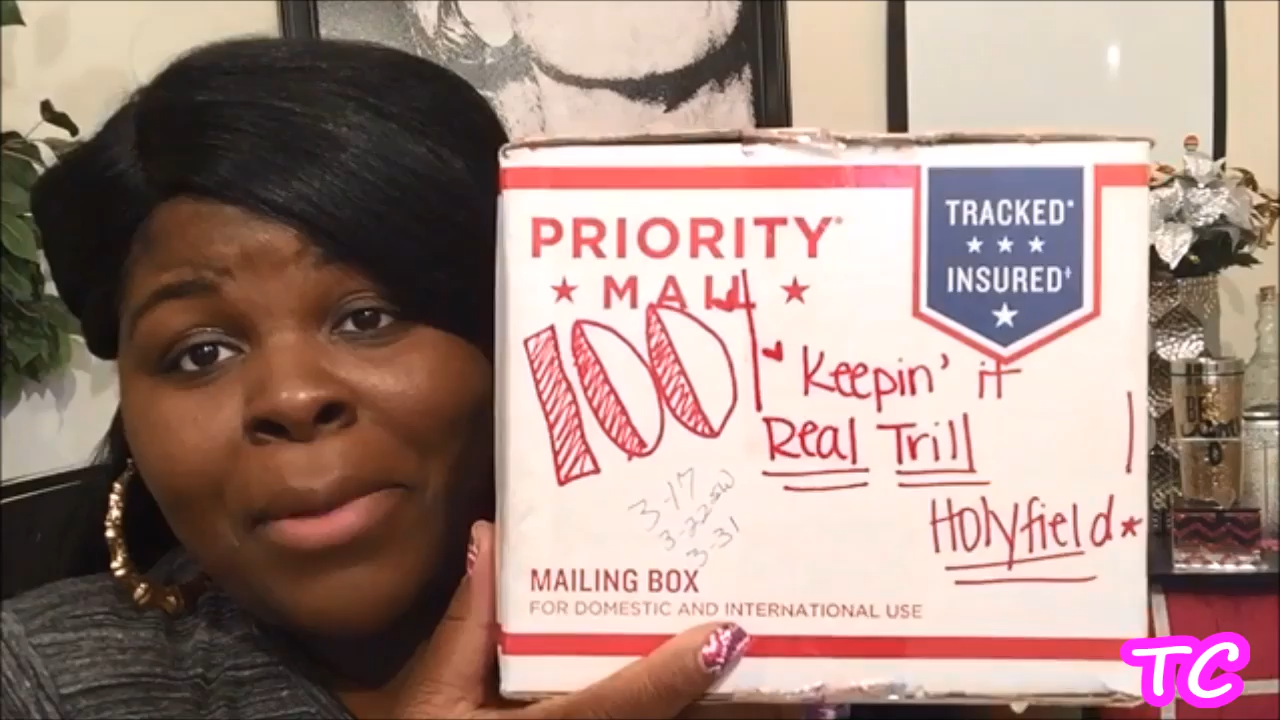 PRIORITY®
★ MAIL ★
TRACKED*
★ ★ ★
INSURED†
★
100
Keepin' it
Real Trill
Holyfield★
3-17
3-22 SW
3-31
MAILING BOX
FOR DOMESTIC AND INTERNATIONAL USE
TC